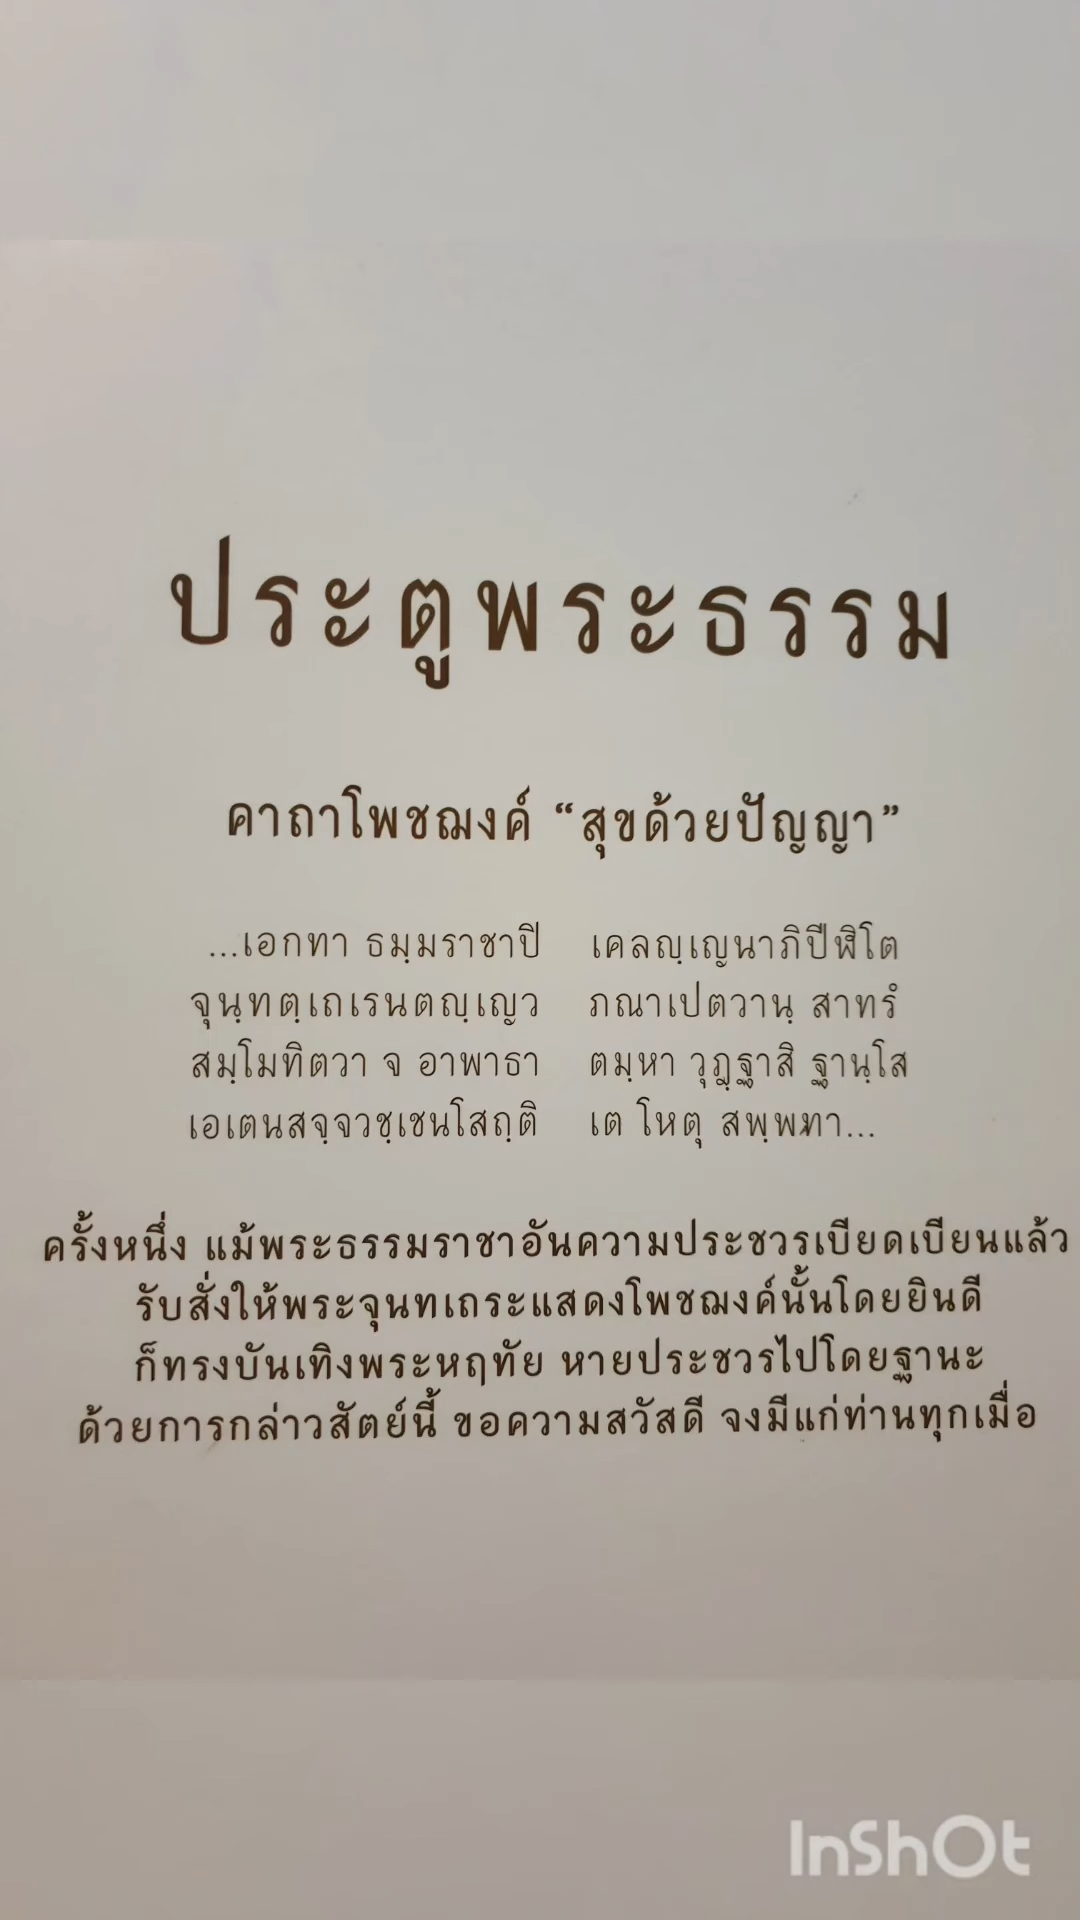 ประตูพระธรรม
คาถาโพชฌงค์ “สุขด้วยปัญญา”
...เอกทา ธมฺมราชาปิ เคลญฺเญนาภิปีฬิโต
จุนฺทตฺเถเรนตญฺเญว ภณาเปตวานฺ สาทรํ
สมฺโมทิตวา จ อาพาธา ตมฺหา วุฏฺฐาสิ ฐานฺโส
เอเตนสจฺจวชฺเชนโสถฺติ เต โหตุ สพฺพทา...
ครั้งหนึ่ง แม้พระธรรมราชาอันความประชวรเบียดเบียนแล้ว
รับสั่งให้พระจุนทเถระแสดงโพชฌงค์นั้นโดยยินดี
ก็ทรงบันเทิงพระหฤทัย หายประชวรไปโดยฐานะ
ด้วยการกล่าวสัตย์นี้ ขอความสวัสดี จงมีแก่ท่านทุกเมื่อ
InShOt